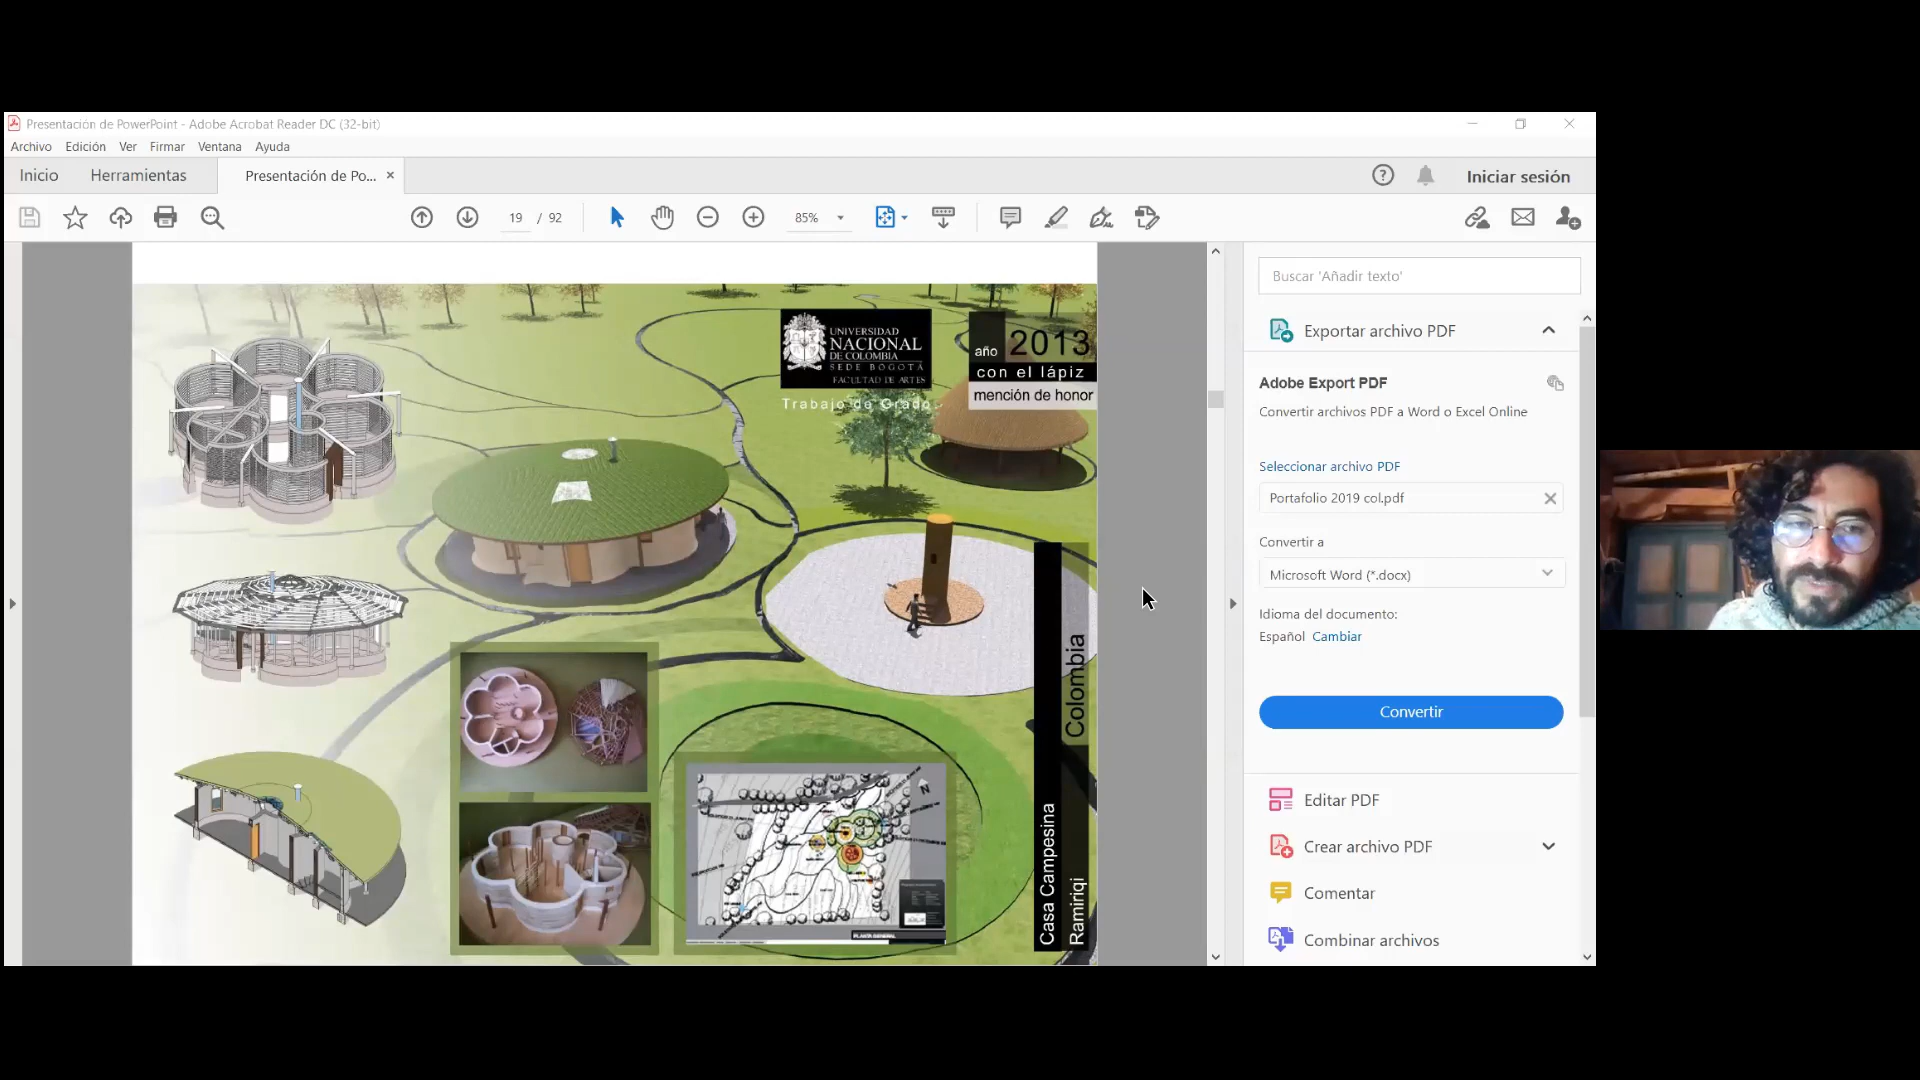 Presentación de PowerPoint - Adobe Acrobat Reader DC (32-bit)
Archivo Edición Ver Firmar Ventana Ayuda
Inicio Herramientas Presentación de Po... × Iniciar sesión
19 / 92 85%
Buscar 'Añadir texto'
Exportar archivo PDF
Adobe Export PDF
Convertir archivos PDF a Word o Excel Online
Seleccionar archivo PDF
Portafolio 2019 col.pdf
Convertir a
Microsoft Word (*.docx)
Idioma del documento:
Español Cambiar
Convertir
Editar PDF
Crear archivo PDF
Comentar
Combinar archivos
UNIVERSIDAD
NACIONAL
DE COLOMBIA
SEDE BOGOTÁ
FACULTAD DE ARTES
Trabajo de Grado
año 2013
con el lápiz
mención de honor
Casa Campesina
Ramiriqi Colombia
N
PLANTA GENERAL